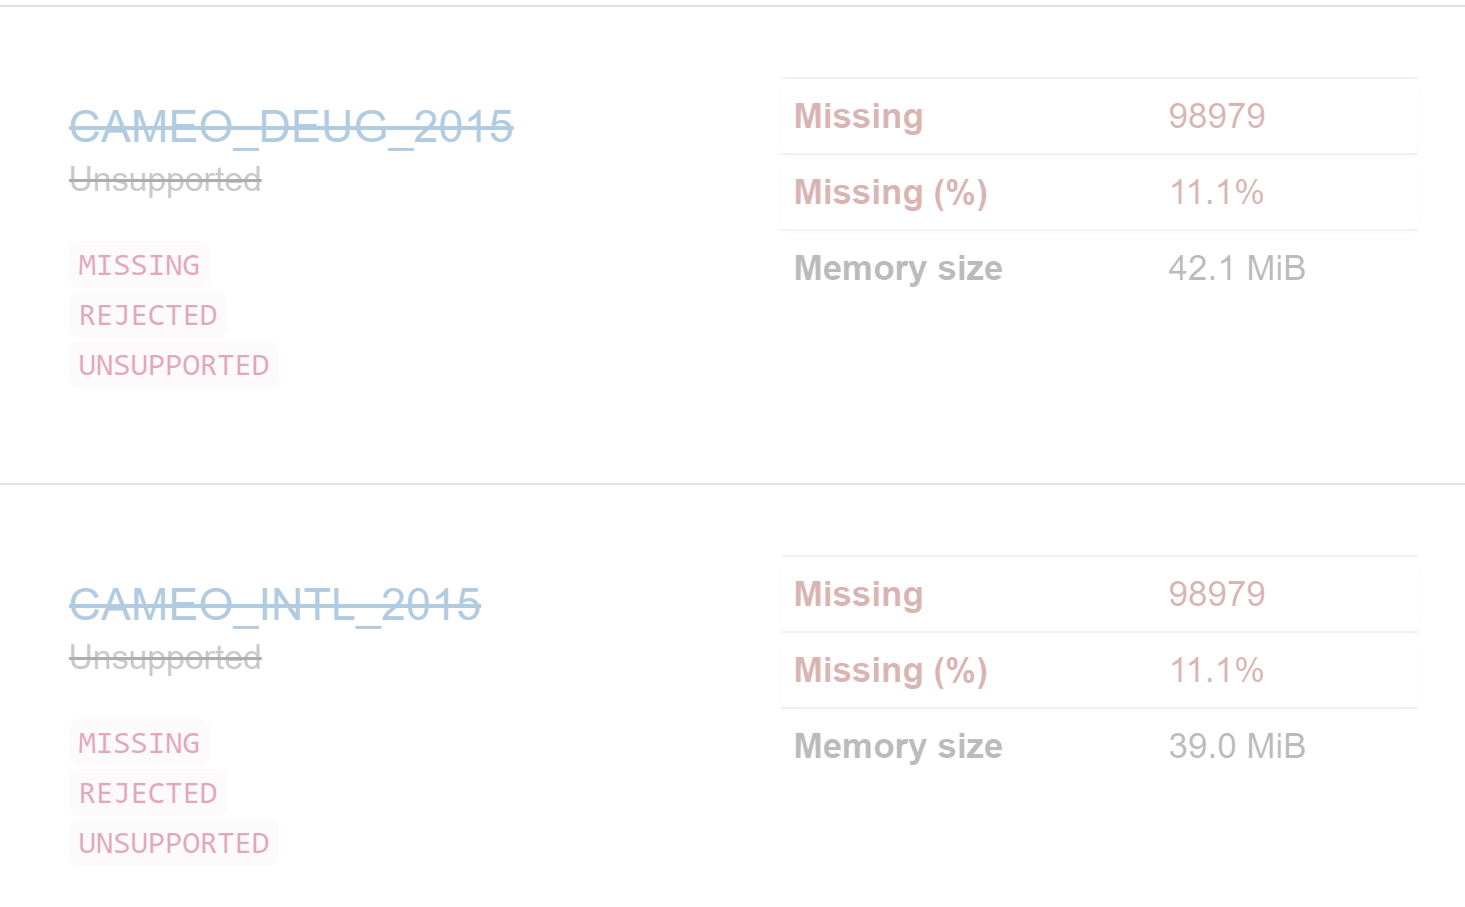 CAMEO_DEUG_2015
Unsupported
MISSING
REJECTED
UNSUPPORTED
Missing 98979
Missing (%) 11.1%
Memory size 42.1 MiB
CAMEO_INTL_2015
Unsupported
MISSING
REJECTED
UNSUPPORTED
Missing 98979
Missing (%) 11.1%
Memory size 39.0 MiB